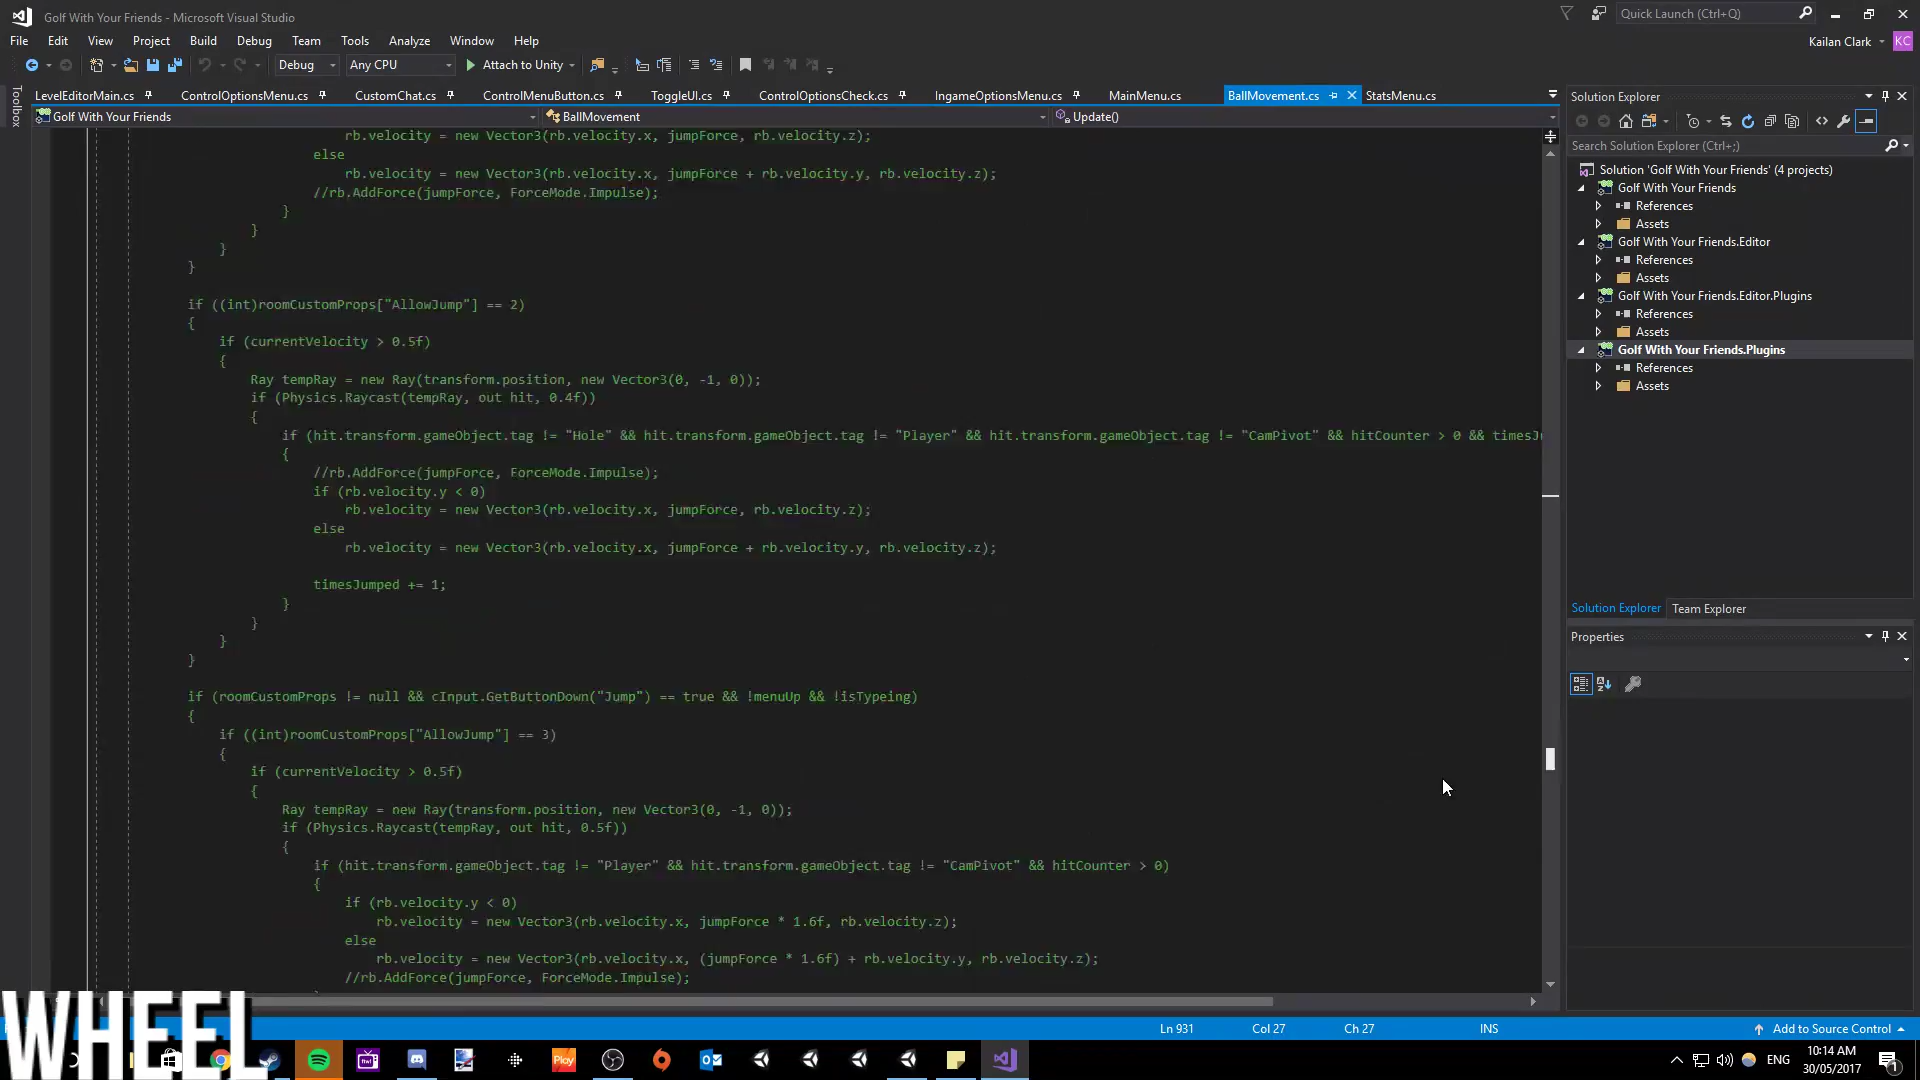 Golf With Your Friends - Microsoft Visual Studio
Quick Launch (Ctrl+Q)
File Edit View Project Build Debug Team Tools Analyze Window Help
Kailan Clark KC
Debug Any CPU Attach to Unity
Toolbox
LevelEditorMain.cs ControlOptionsMenu.cs CustomChat.cs ControlMenuButton.cs ToggleUI.cs ControlOptionsCheck.cs IngameOptionsMenu.cs MainMenu.cs BallMovement.cs StatsMenu.cs
Golf With Your Friends BallMovement Update()
rb.velocity = new Vector3(rb.velocity.x, jumpForce, rb.velocity.z);
else
rb.velocity = new Vector3(rb.velocity.x, jumpForce + rb.velocity.y, rb.velocity.z);
//rb.AddForce(jumpForce, ForceMode.Impulse);
}
}
}
}
if ((int)roomCustomProps["AllowJump"] == 2)
{
if (currentVelocity > 0.5f)
{
Ray tempRay = new Ray(transform.position, new Vector3(0, -1, 0));
if (Physics.Raycast(tempRay, out hit, 0.4f))
{
if (hit.transform.gameObject.tag != "Hole" && hit.transform.gameObject.tag != "Player" && hit.transform.gameObject.tag != "CamPivot" && hitCounter > 0 && timesJ
{
//rb.AddForce(jumpForce, ForceMode.Impulse);
if (rb.velocity.y < 0)
rb.velocity = new Vector3(rb.velocity.x, jumpForce, rb.velocity.z);
else
rb.velocity = new Vector3(rb.velocity.x, jumpForce + rb.velocity.y, rb.velocity.z);
timesJumped += 1;
}
}
}
}
if (roomCustomProps != null && cInput.GetButtonDown("Jump") == true && !menuUp && !isTypeing)
{
if ((int)roomCustomProps["AllowJump"] == 3)
{
if (currentVelocity > 0.5f)
{
Ray tempRay = new Ray(transform.position, new Vector3(0, -1, 0));
if (Physics.Raycast(tempRay, out hit, 0.5f))
{
if (hit.transform.gameObject.tag != "Player" && hit.transform.gameObject.tag != "CamPivot" && hitCounter > 0)
{
if (rb.velocity.y < 0)
rb.velocity = new Vector3(rb.velocity.x, jumpForce * 1.6f, rb.velocity.z);
else
rb.velocity = new Vector3(rb.velocity.x, (jumpForce * 1.6f) + rb.velocity.y, rb.velocity.z);
//rb.AddForce(jumpForce, ForceMode.Impulse);
Solution Explorer
Search Solution Explorer (Ctrl+;)
Solution 'Golf With Your Friends' (4 projects)
Golf With Your Friends
References
Assets
Golf With Your Friends.Editor
References
Assets
Golf With Your Friends.Editor.Plugins
References
Assets
Golf With Your Friends.Plugins
References
Assets
Solution Explorer Team Explorer
Properties
WHEEL
Ln 931 Col 27 Ch 27 INS Add to Source Control
Play
ENG
10:14 AM
30/05/2017
1